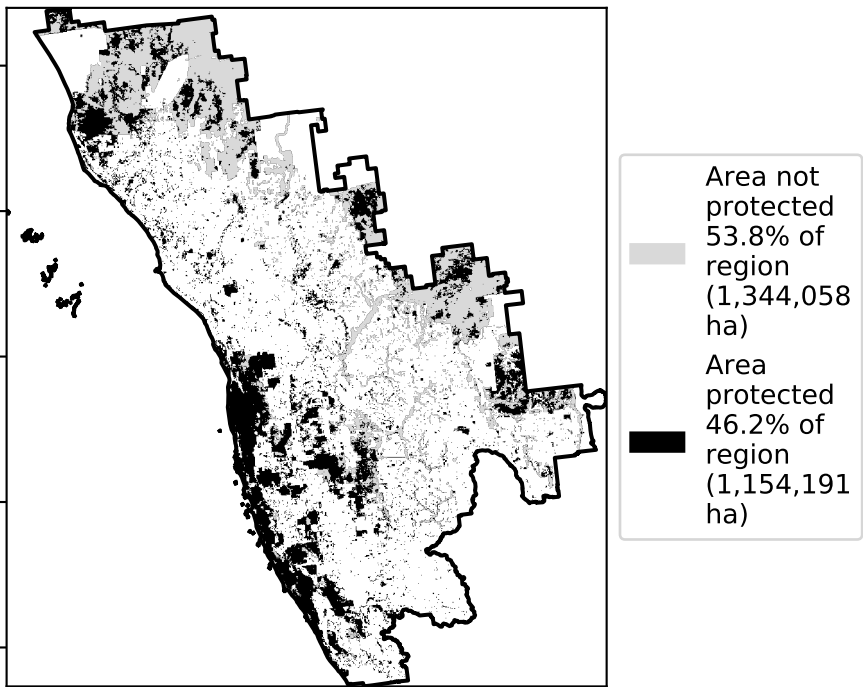 Area not
protected
53.8% of
region
(1,344,058
ha)
Area
protected
46.2% of
region
(1,154,191
ha)